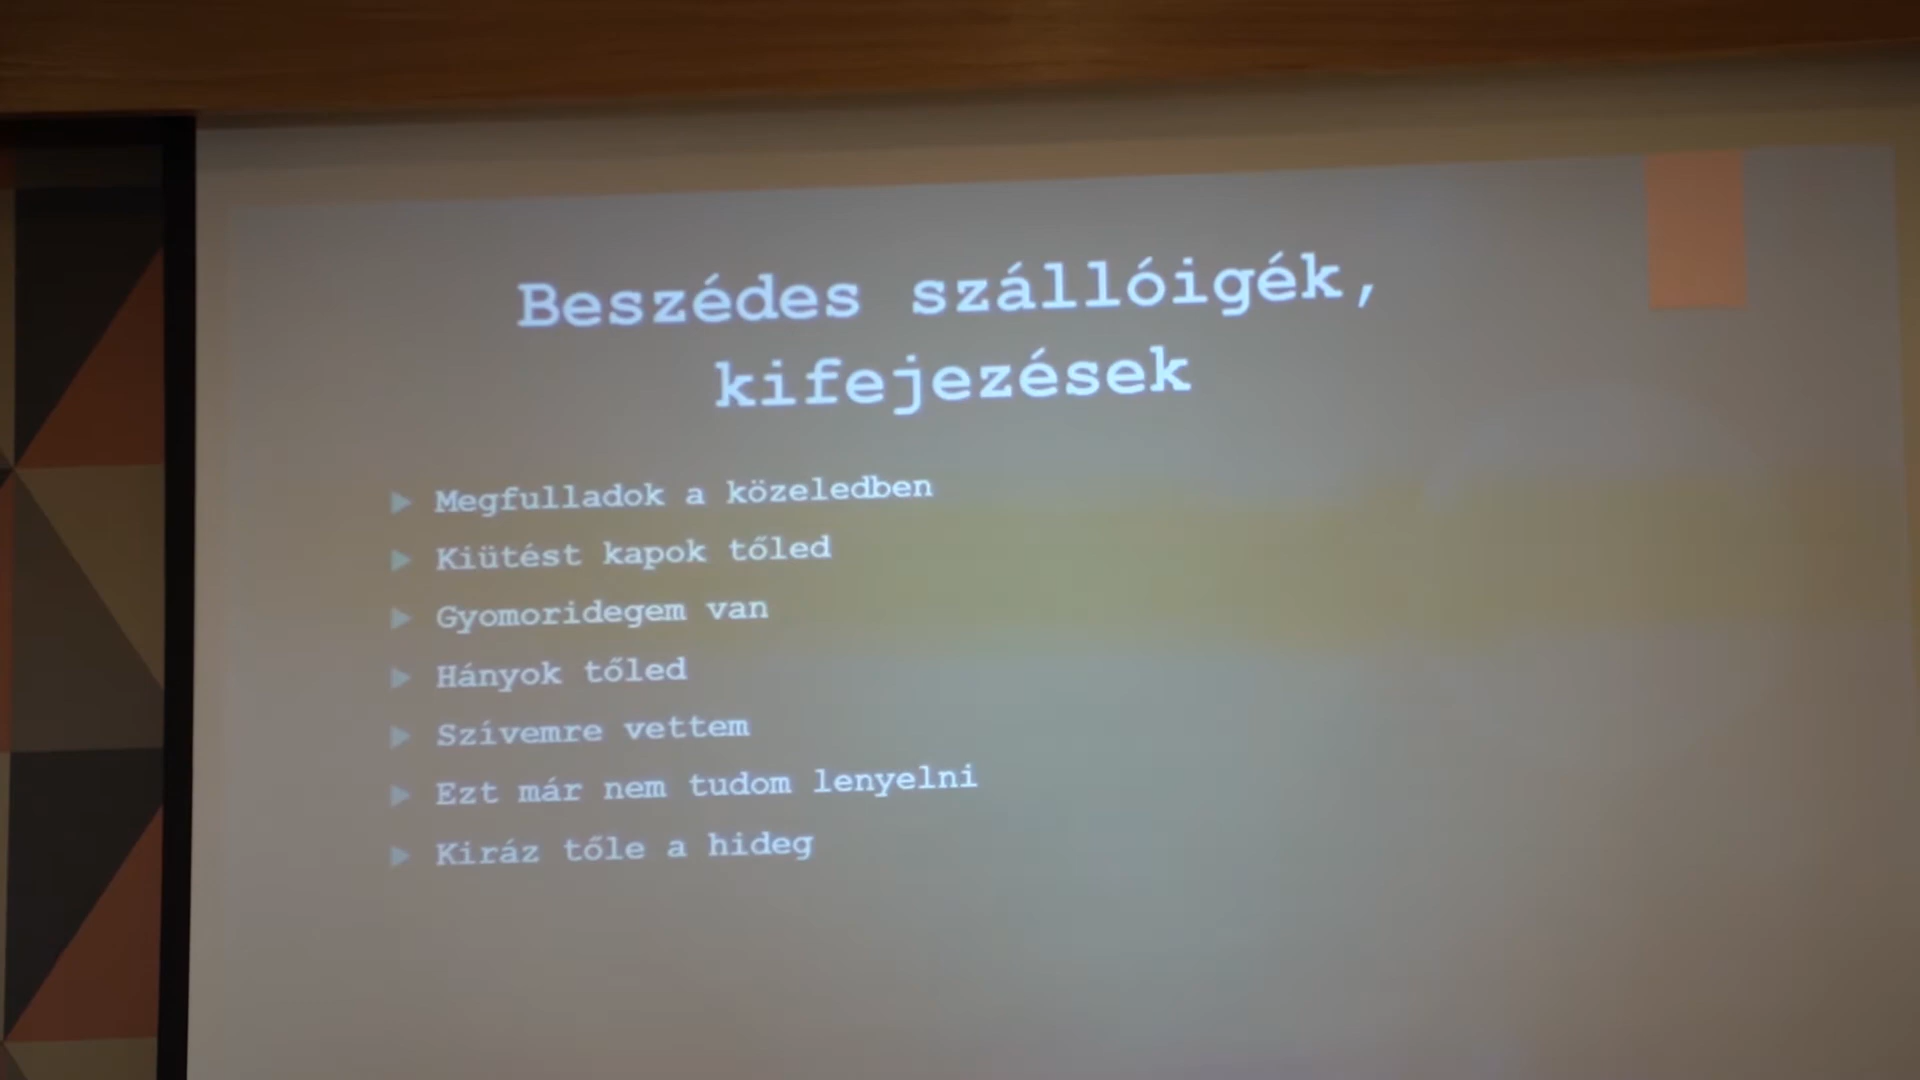 Beszédes szállóigék,
kifejezések
Megfulladok a közeledben
Kiütést kapok tőled
Gyomoridegem van
Hányok tőled
Szívemre vettem
Ezt már nem tudom lenyelni
Kiráz tőle a hideg